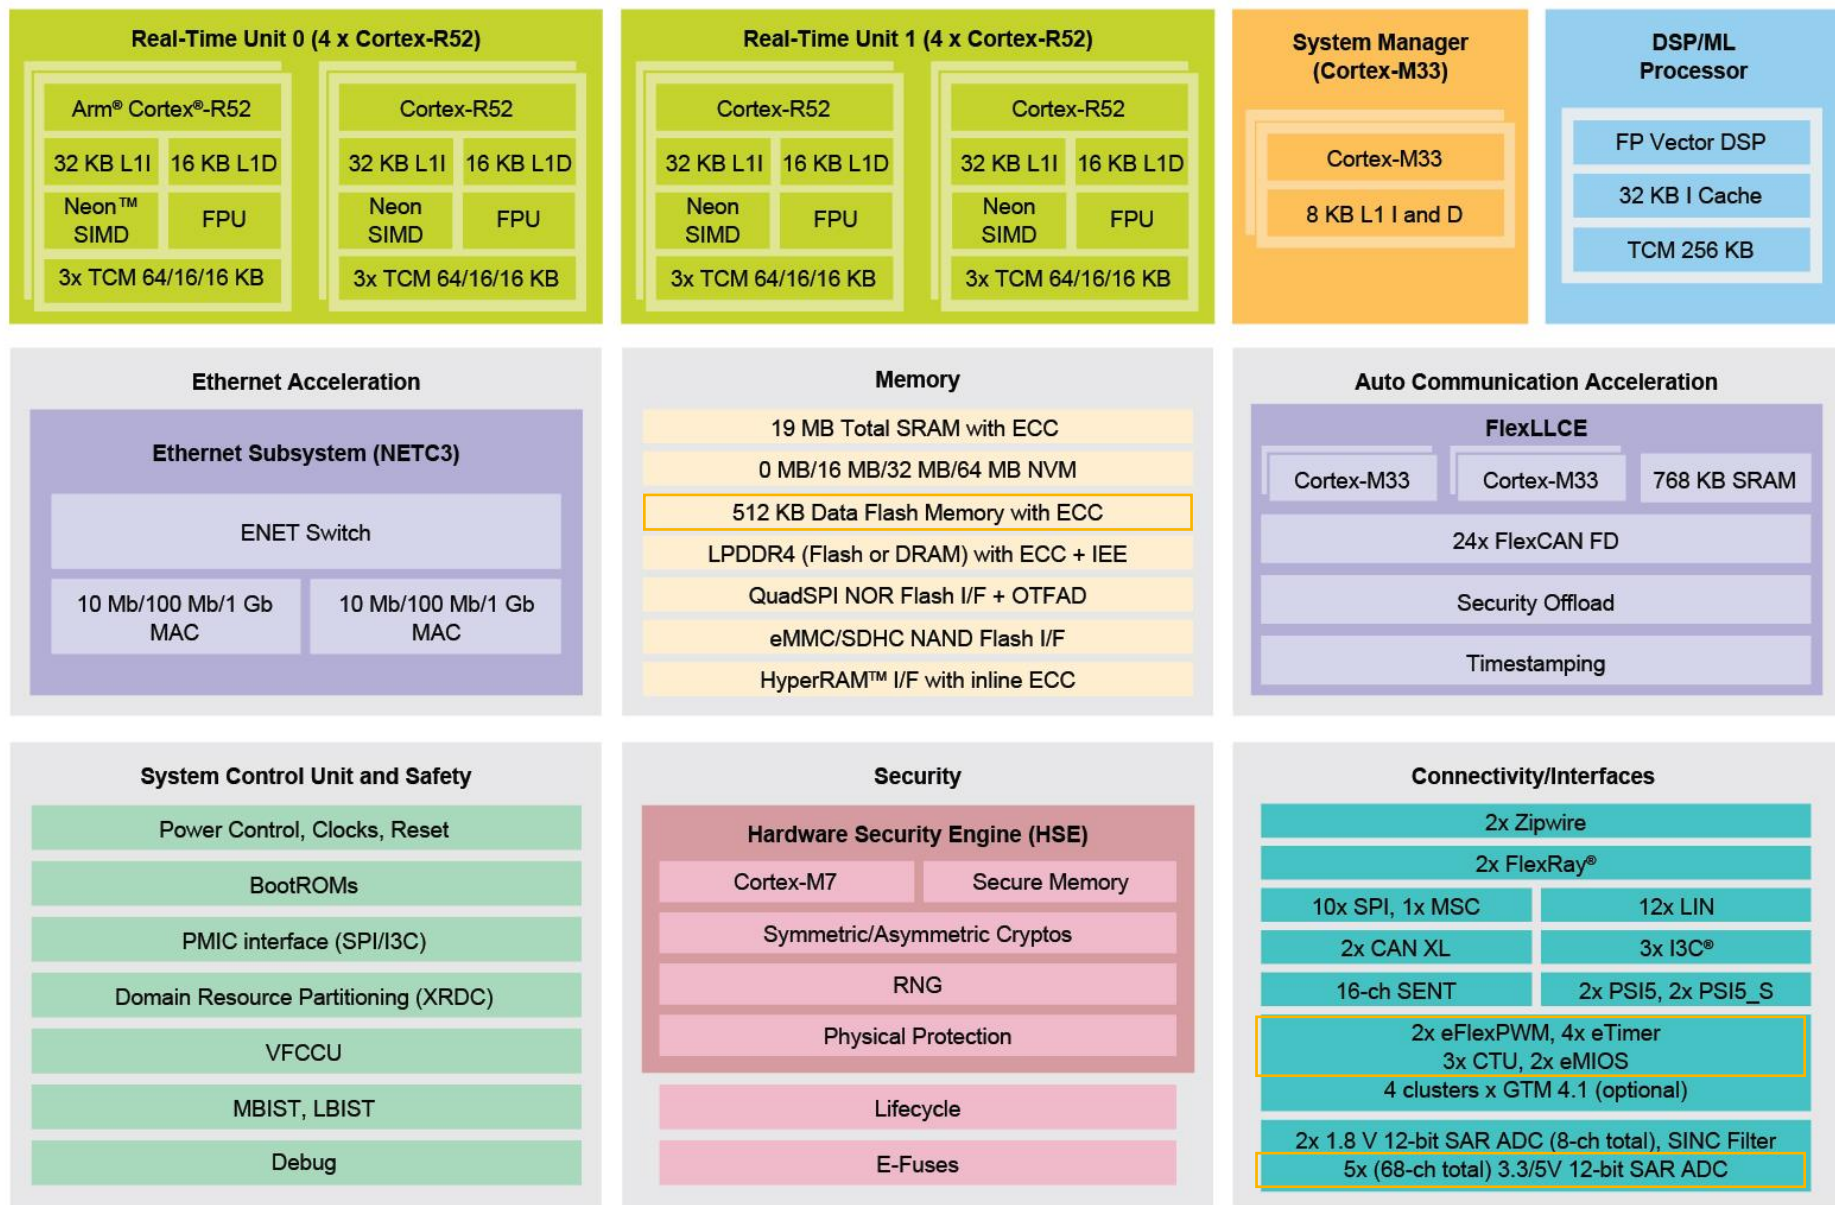 Real-Time Unit 0 (4 x Cortex-R52)
Arm® Cortex®-R52
32 KB L1I
16 KB L1D
Neon™
SIMD
FPU
3x TCM 64/16/16 KB
Cortex-R52
32 KB L1I
16 KB L1D
Neon
SIMD
FPU
3x TCM 64/16/16 KB
Real-Time Unit 1 (4 x Cortex-R52)
Cortex-R52
32 KB L1I
16 KB L1D
Neon
SIMD
FPU
3x TCM 64/16/16 KB
Cortex-R52
32 KB L1I
16 KB L1D
Neon
SIMD
FPU
3x TCM 64/16/16 KB
System Manager
(Cortex-M33)
Cortex-M33
8 KB L1 I and D
DSP/ML
Processor
FP Vector DSP
32 KB I Cache
TCM 256 KB
Ethernet Acceleration
Ethernet Subsystem (NETC3)
ENET Switch
10 Mb/100 Mb/1 Gb
MAC
10 Mb/100 Mb/1 Gb
MAC
Memory
19 MB Total SRAM with ECC
0 MB/16 MB/32 MB/64 MB NVM
512 KB Data Flash Memory with ECC
LPDDR4 (Flash or DRAM) with ECC + IEE
QuadSPI NOR Flash I/F + OTFAD
eMMC/SDHC NAND Flash I/F
HyperRAM™ I/F with inline ECC
Auto Communication Acceleration
FlexLLCE
Cortex-M33
Cortex-M33
768 KB SRAM
24x FlexCAN FD
Security Offload
Timestamping
System Control Unit and Safety
Power Control, Clocks, Reset
BootROMs
PMIC interface (SPI/I3C)
Domain Resource Partitioning (XRDC)
VFCCU
MBIST, LBIST
Debug
Security
Hardware Security Engine (HSE)
Cortex-M7
Secure Memory
Symmetric/Asymmetric Cryptos
RNG
Physical Protection
Lifecycle
E-Fuses
Connectivity/Interfaces
2x Zipwire
2x FlexRay®
10x SPI, 1x MSC
12x LIN
2x CAN XL
3x I3C®
16-ch SENT
2x PSI5, 2x PSI5_S
2x eFlexPWM, 4x eTimer
3x CTU, 2x eMIOS
4 clusters x GTM 4.1 (optional)
2x 1.8 V 12-bit SAR ADC (8-ch total), SINC Filter
5x (68-ch total) 3.3/5V 12-bit SAR ADC